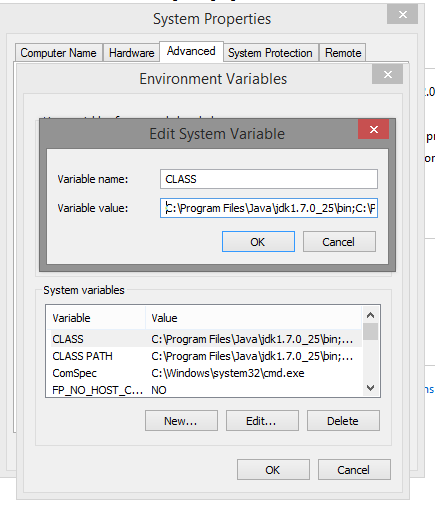 System Properties
Computer Name Hardware Advanced System Protection Remote
Environment Variables
Edit System Variable
Variable name: CLASS
Variable value: C:\Program Files\Java\jdk1.7.0_25\bin;C:\P
OK Cancel
System variables
Variable Value
CLASS C:\Program Files\Java\jdk1.7.0_25\bin;...
CLASS PATH C:\Program Files\Java\jdk1.7.0_25\bin;...
ComSpec C:\Windows\system32\cmd.exe
FP_NO_HOST_C... NO
New... Edit... Delete
OK Cancel